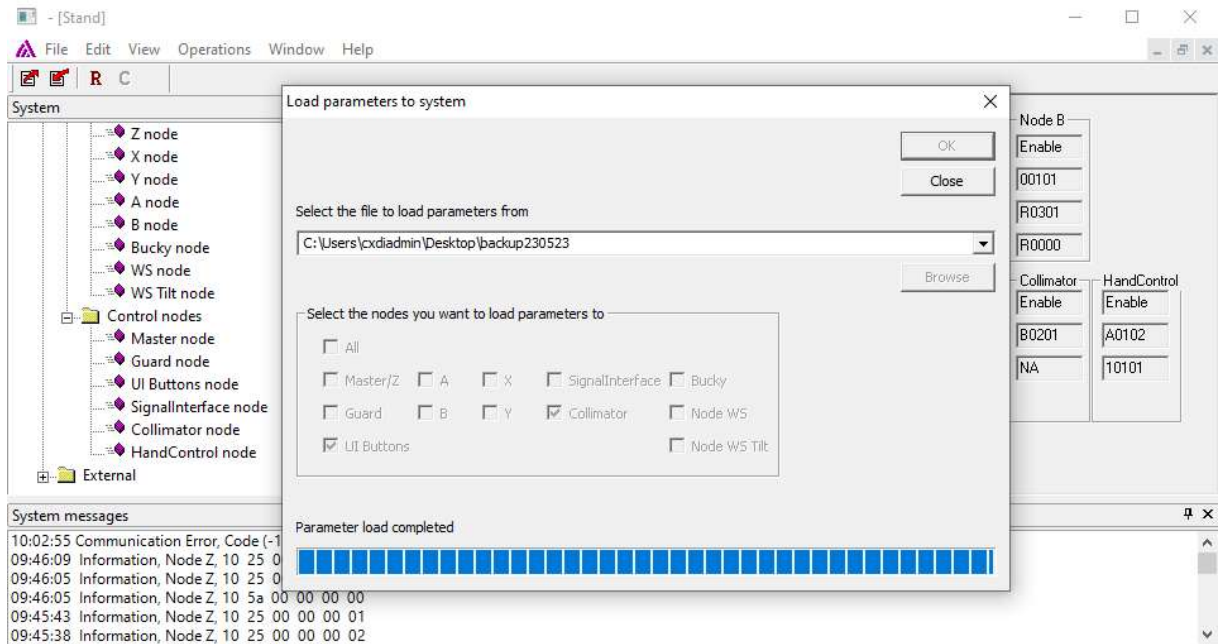 - [Stand]
File Edit View Operations Window Help
R C
System
Z node
X node
Y node
A node
B node
Bucky node
WS node
WS Tilt node
Control nodes
Master node
Guard node
UI Buttons node
SignalInterface node
Collimator node
HandControl node
External
Load parameters to system
OK
Close
Select the file to load parameters from
C:\Users\cxdiadmin\Desktop\backup230523
Browse
Select the nodes you want to load parameters to
All
Master/Z A X SignalInterface Bucky
Guard B Y Collimator Node WS
UI Buttons Node WS Tilt
Parameter load completed
Node B
Enable
00101
R0301
R0000
Collimator HandControl
Enable Enable
B0201 A0102
NA 10101
System messages
10:02:55 Communication Error, Code (-1
09:46:09 Information, Node Z, 10 25 0
09:46:05 Information, Node Z, 10 25 0
09:46:05 Information, Node Z, 10 5a 00 00 00 00
09:45:43 Information, Node Z, 10 25 00 00 00 01
09:45:38 Information, Node Z, 10 25 00 00 00 02